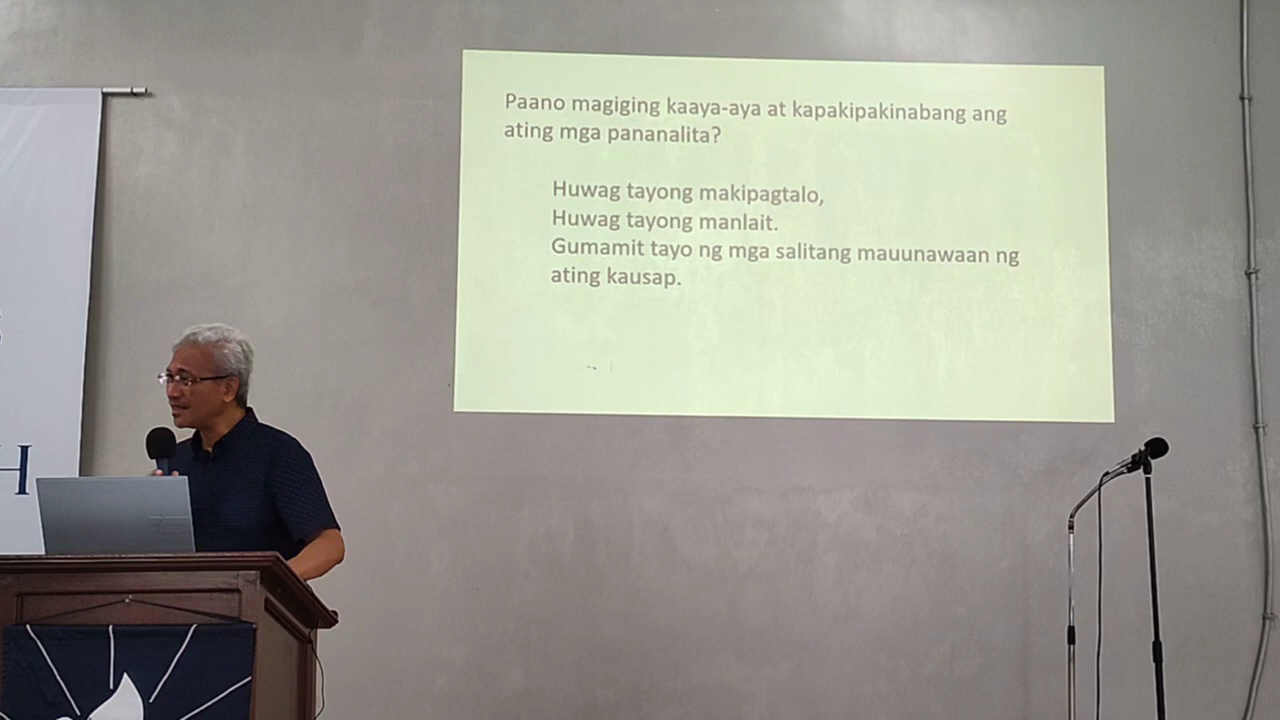 Paano magiging kaaya-aya at kapakipakinabang ang
ating mga pananalita?
Huwag tayong makipagtalo,
Huwag tayong manlait.
Gumamit tayo ng mga salitang mauunawaan ng
ating kausap.
H